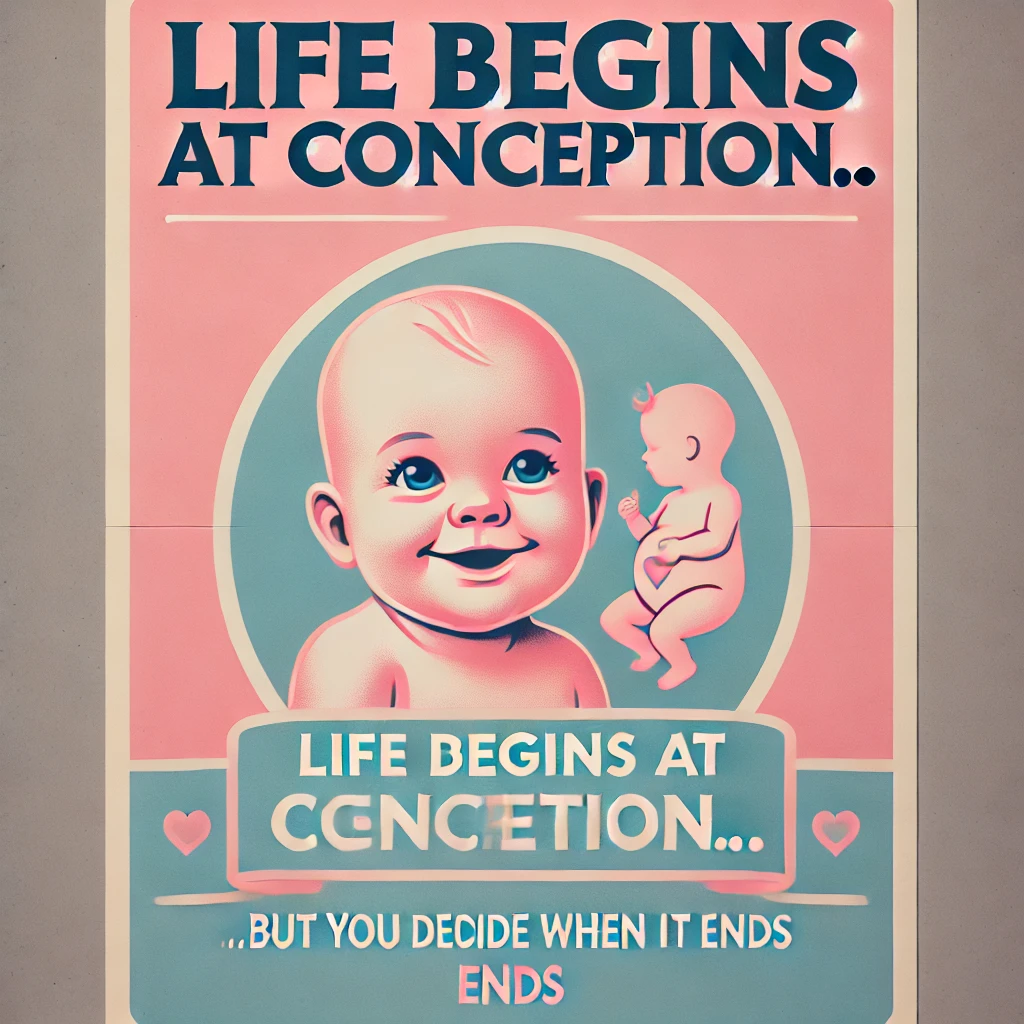 LIFE BEGINS
AT CONCEPTION..
LIFE BEGINS AT
...BUT YOU DECIDE WHEN IT ENDS
ENDS